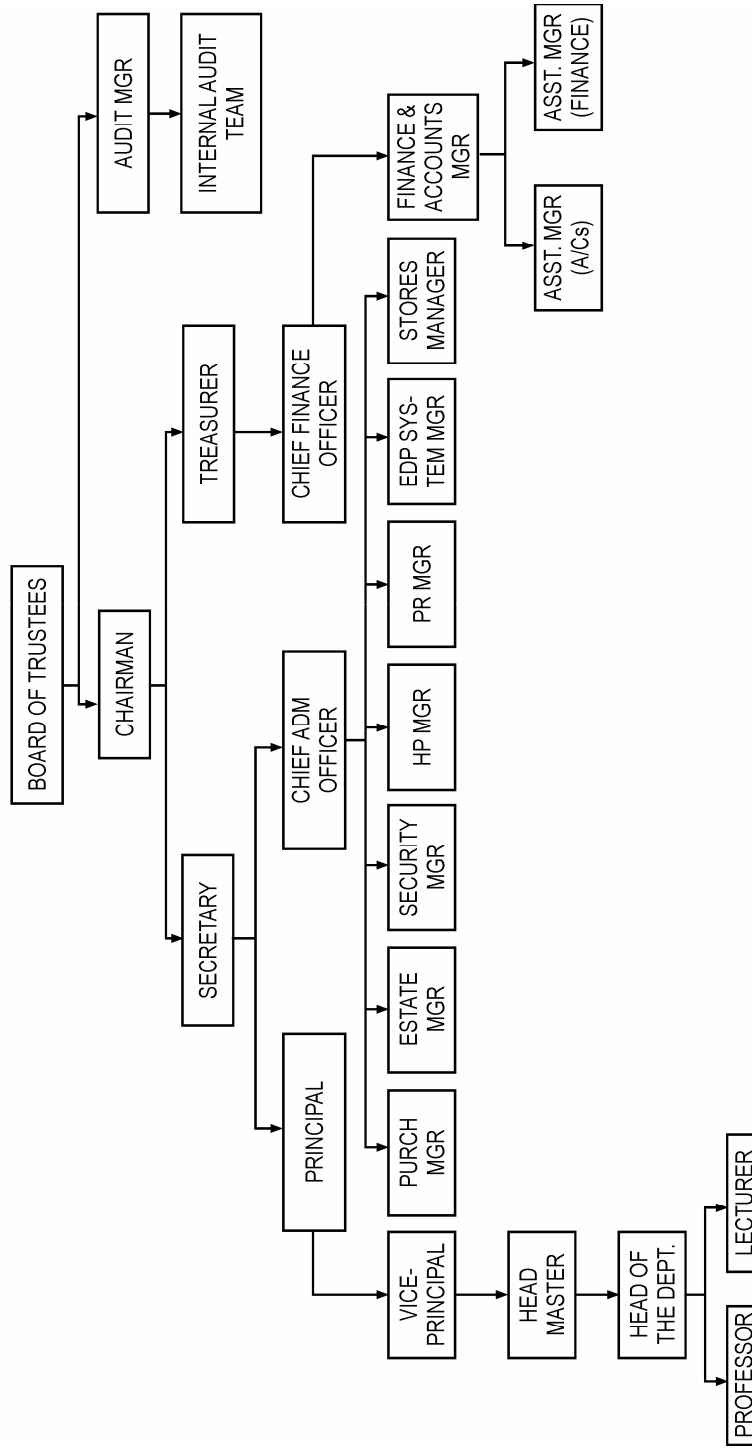 BOARD OF TRUSTEES
CHAIRMAN
AUDIT MGR
SECRETARY
TREASURER
INTERNAL AUDIT
TEAM
PRINCIPAL
CHIEF ADM
OFFICER
CHIEF FINANCE
OFFICER
VICE-
PRINCIPAL
PURCH
MGR
ESTATE
MGR
SECURITY
MGR
HP MGR
PR MGR
EDP SYS-
TEM MGR
STORES
MANAGER
FINANCE &
ACCOUNTS
MGR
HEAD
MASTER
ASST. MGR
(A/Cs)
ASST. MGR
(FINANCE)
HEAD OF
THE DEPT.
PROFESSOR
LECTURER